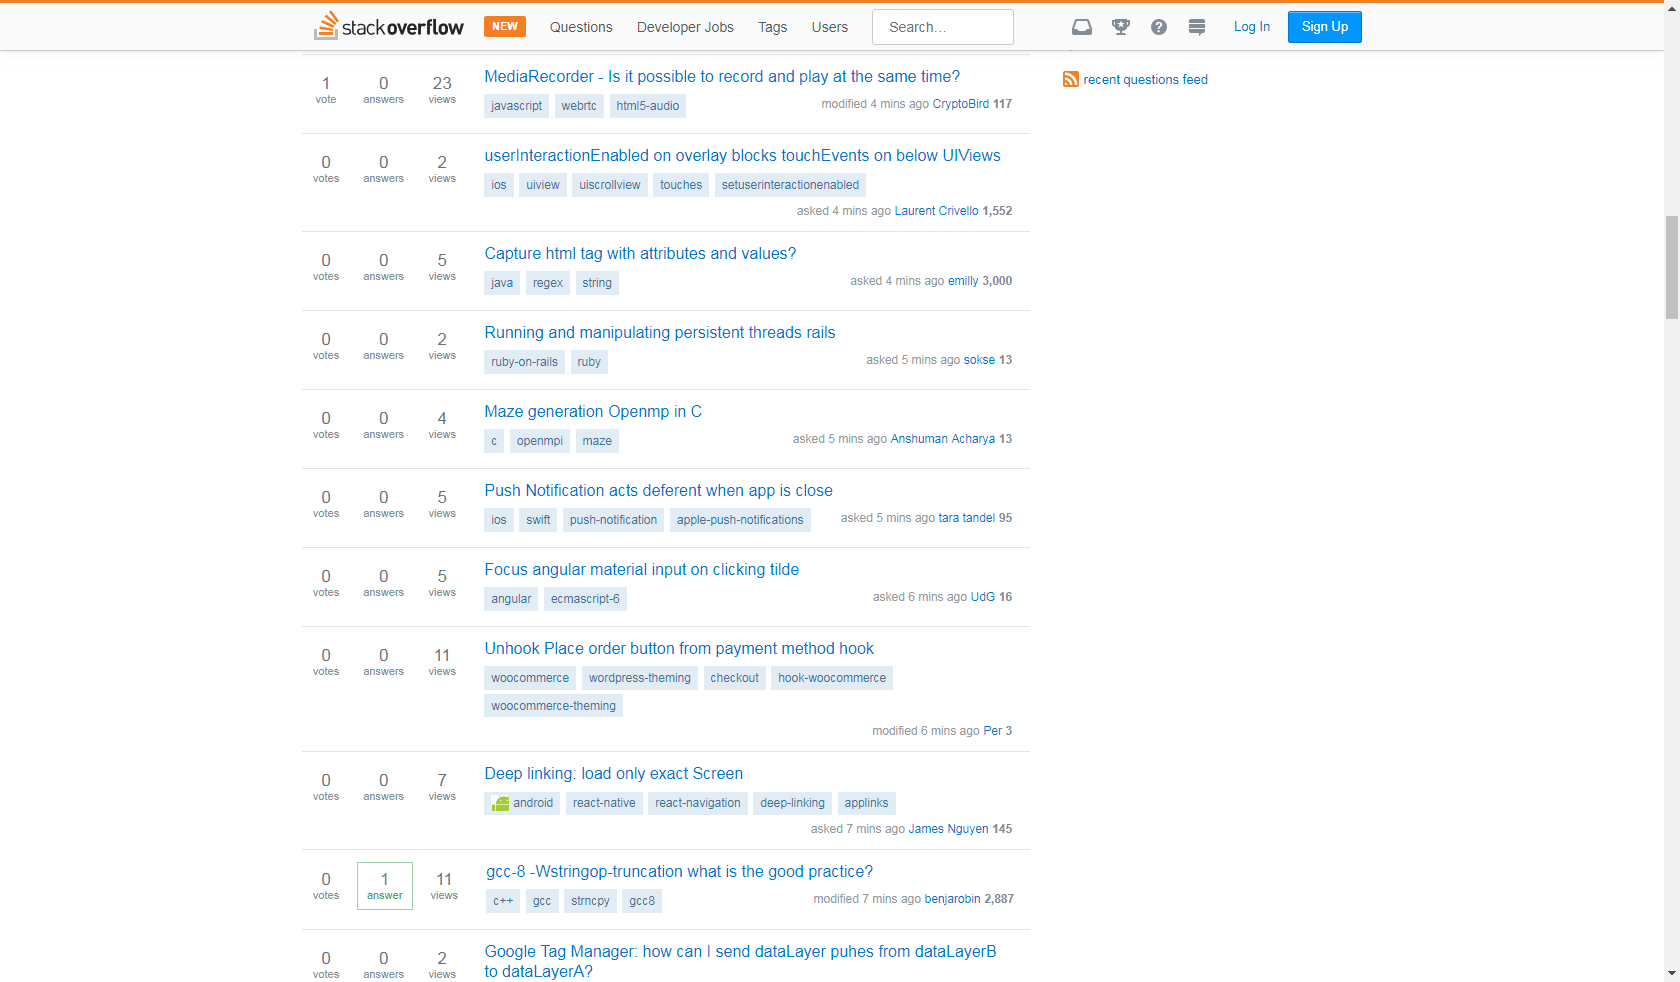 stackoverflow NEW Questions Developer Jobs Tags Users Search... Log In Sign Up
recent questions feed
1 0 23 MediaRecorder - Is it possible to record and play at the same time?
vote answers views
javascript webrtc html5-audio modified 4 mins ago CryptoBird 117
0 0 2 userInteractionEnabled on overlay blocks touchEvents on below UIViews
votes answers views
ios uiview uiscrollview touches setuserinteractionenabled
asked 4 mins ago Laurent Crivello 1,552
0 0 5 Capture html tag with attributes and values?
votes answers views
java regex string asked 4 mins ago emilly 3,000
0 0 2 Running and manipulating persistent threads rails
votes answers views
ruby-on-rails ruby asked 5 mins ago sokse 13
0 0 4 Maze generation Openmp in C
votes answers views
c openmpi maze asked 5 mins ago Anshuman Acharya 13
0 0 5 Push Notification acts deferent when app is close
votes answers views
ios swift push-notification apple-push-notifications asked 5 mins ago tara tandel 95
0 0 5 Focus angular material input on clicking tilde
votes answers views
angular ecmascript-6 asked 6 mins ago UdG 16
0 0 11 Unhook Place order button from payment method hook
votes answers views
woocommerce wordpress-theming checkout hook-woocommerce
woocommerce-theming
modified 6 mins ago Per 3
0 0 7 Deep linking: load only exact Screen
votes answers views
android react-native react-navigation deep-linking applinks
asked 7 mins ago James Nguyen 145
0 1 11 gcc-8 -Wstringop-truncation what is the good practice?
votes answer views
c++ gcc strncpy gcc8 modified 7 mins ago benjarobin 2,887
0 0 2 Google Tag Manager: how can I send dataLayer puhes from dataLayerB
votes answers views to dataLayerA?